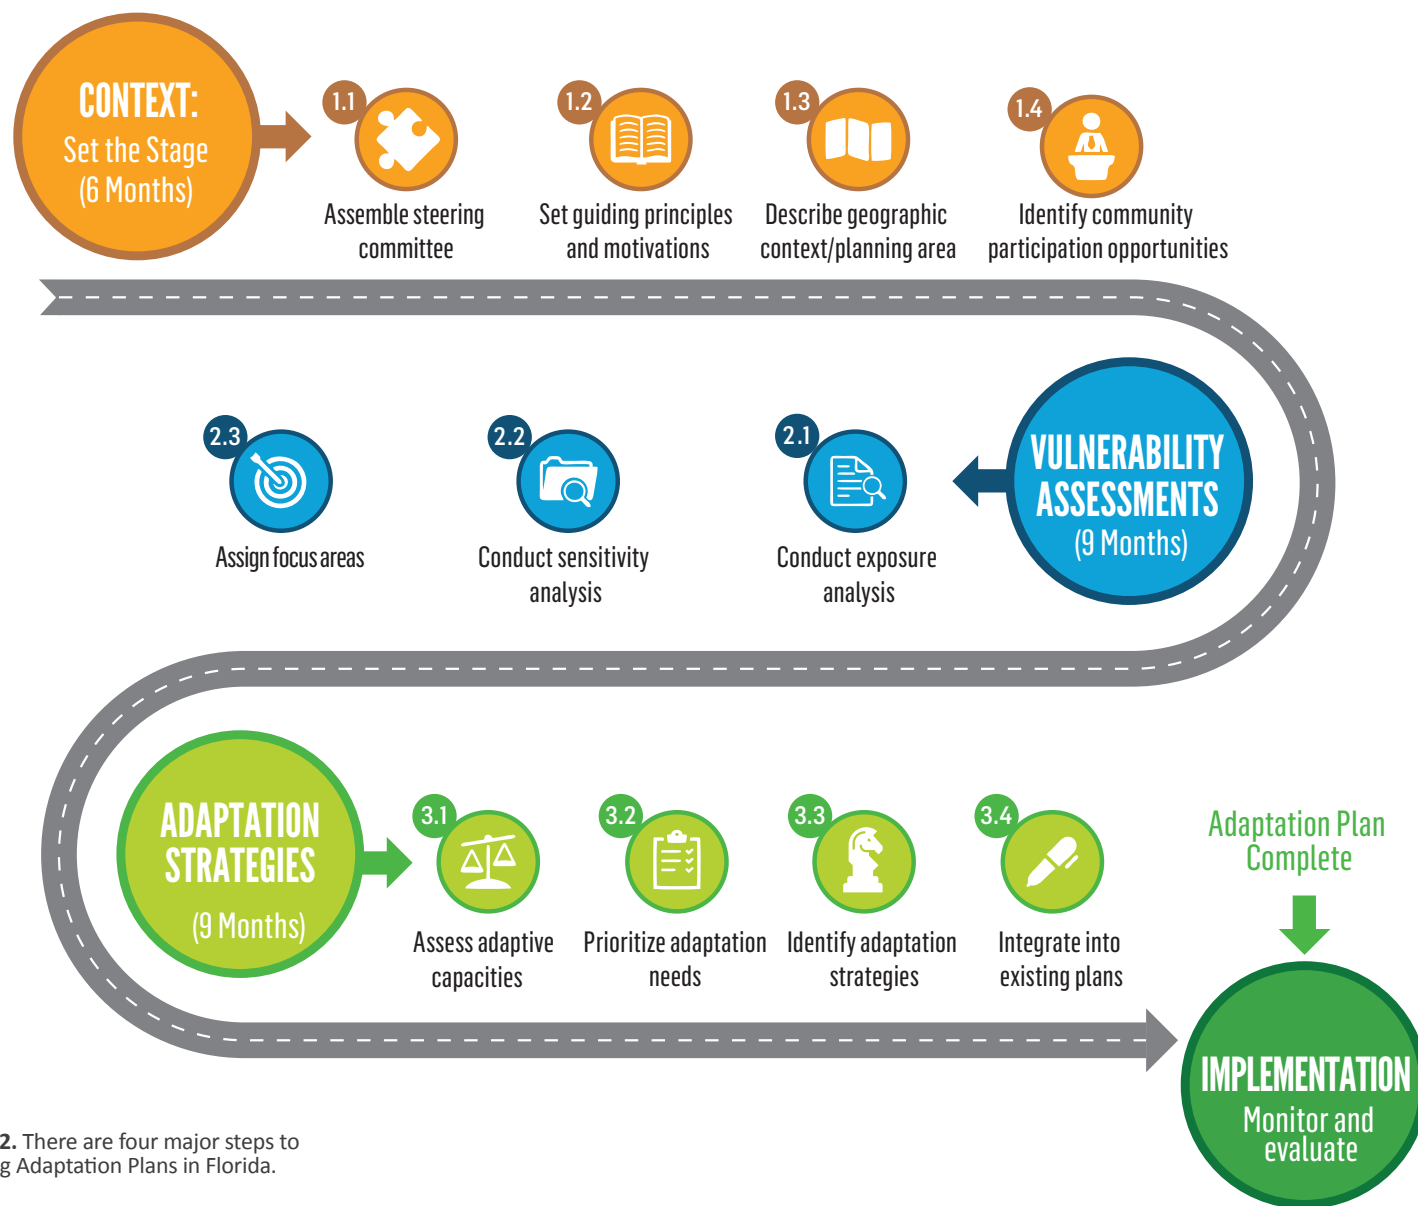 CONTEXT:
Set the Stage
(6 Months)
1.1
Assemble steering
committee
1.2
Set guiding principles
and motivations
1.3
Describe geographic
context/planning area
1.4
Identify community
participation opportunities
VULNERABILITY
ASSESSMENTS
(9 Months)
2.1
Conduct exposure
analysis
2.2
Conduct sensitivity
analysis
2.3
Assign focus areas
ADAPTATION
STRATEGIES
(9 Months)
3.1
Assess adaptive
capacities
3.2
Prioritize adaptation
needs
3.3
Identify adaptation
strategies
3.4
Integrate into
existing plans
Adaptation Plan
Complete
IMPLEMENTATION
Monitor and
evaluate
2. There are four major steps to
g Adaptation Plans in Florida.